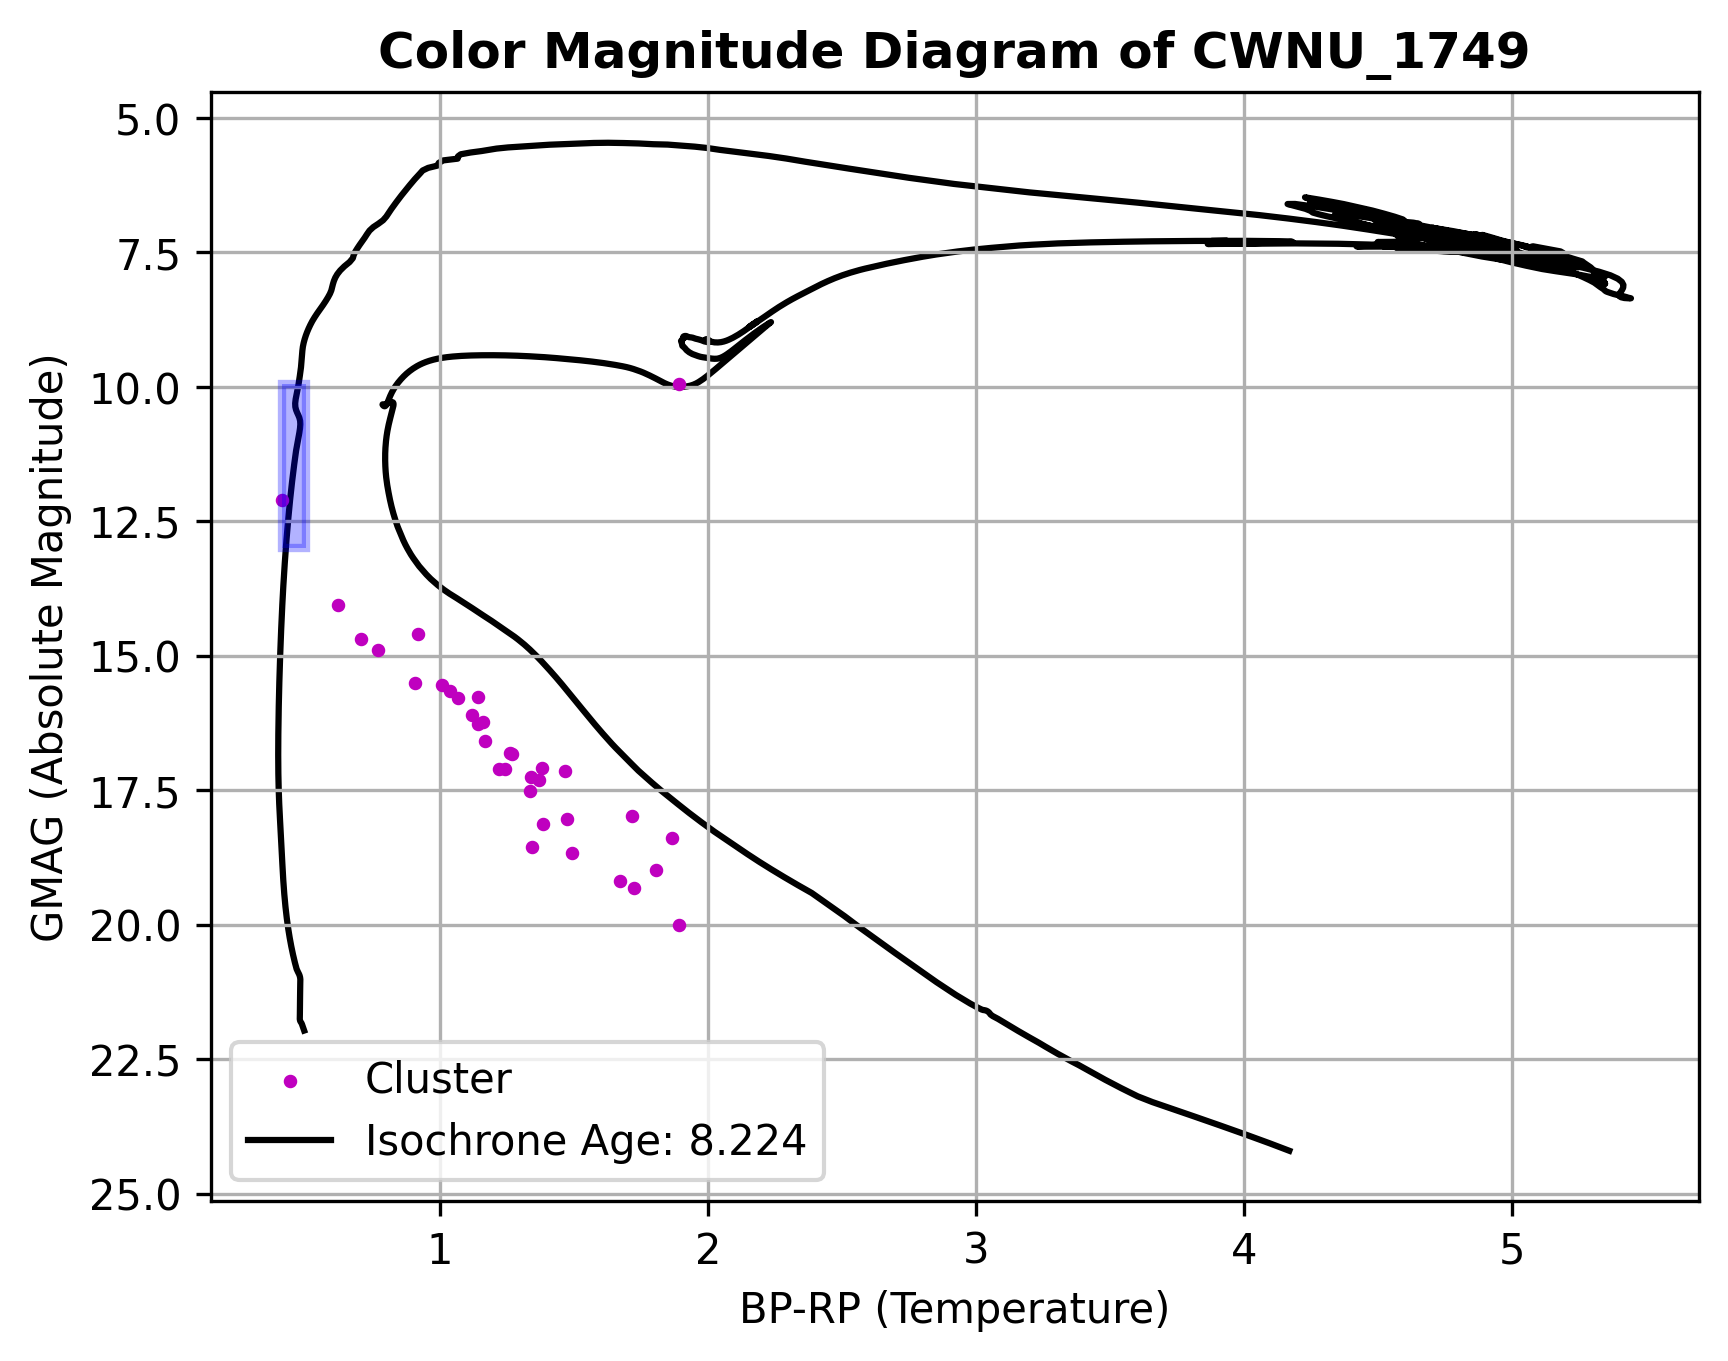 Color Magnitude Diagram of CWNU_1749
GMAG (Absolute Magnitude)
5.0
7.5
10.0
12.5
15.0
17.5
20.0
22.5
25.0
Cluster
Isochrone Age: 8.224
1 2 3 4 5
BP-RP (Temperature)